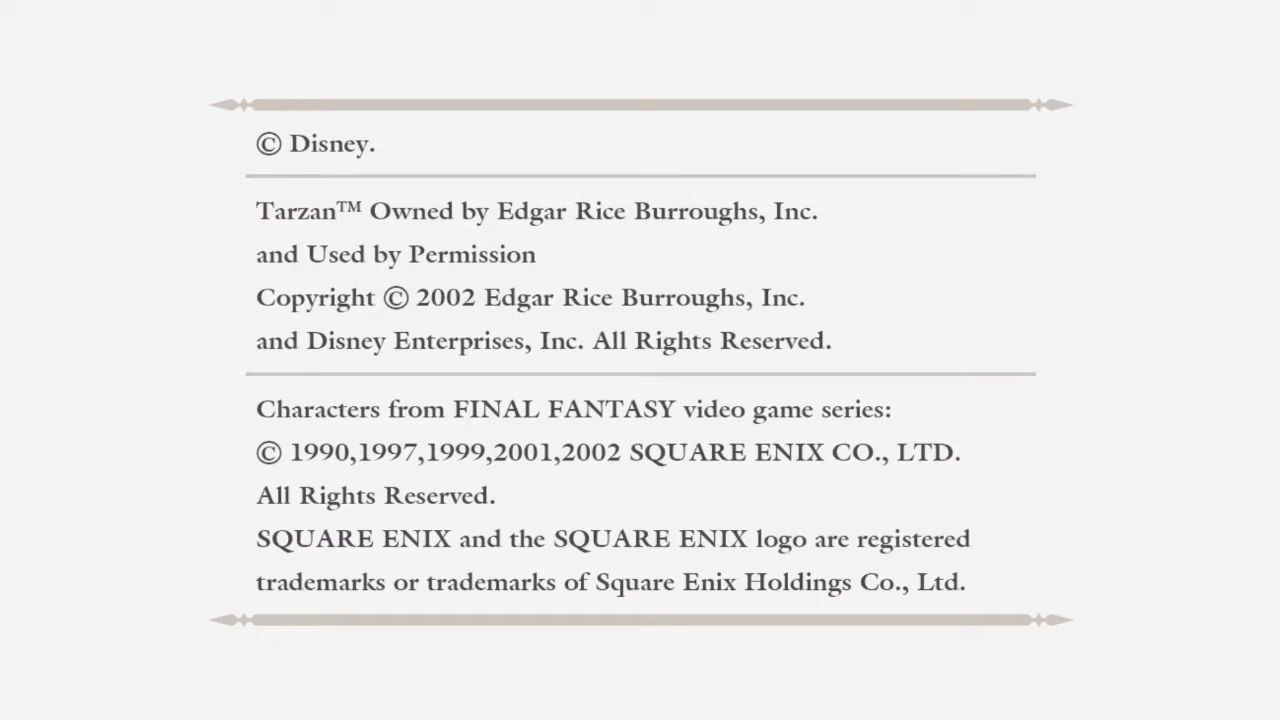 © Disney.
Tarzan™ Owned by Edgar Rice Burroughs, Inc.
and Used by Permission
Copyright © 2002 Edgar Rice Burroughs, Inc.
and Disney Enterprises, Inc. All Rights Reserved.
Characters from FINAL FANTASY video game series:
© 1990,1997,1999,2001,2002 SQUARE ENIX CO., LTD.
All Rights Reserved.
SQUARE ENIX and the SQUARE ENIX logo are registered
trademarks or trademarks of Square Enix Holdings Co., Ltd.